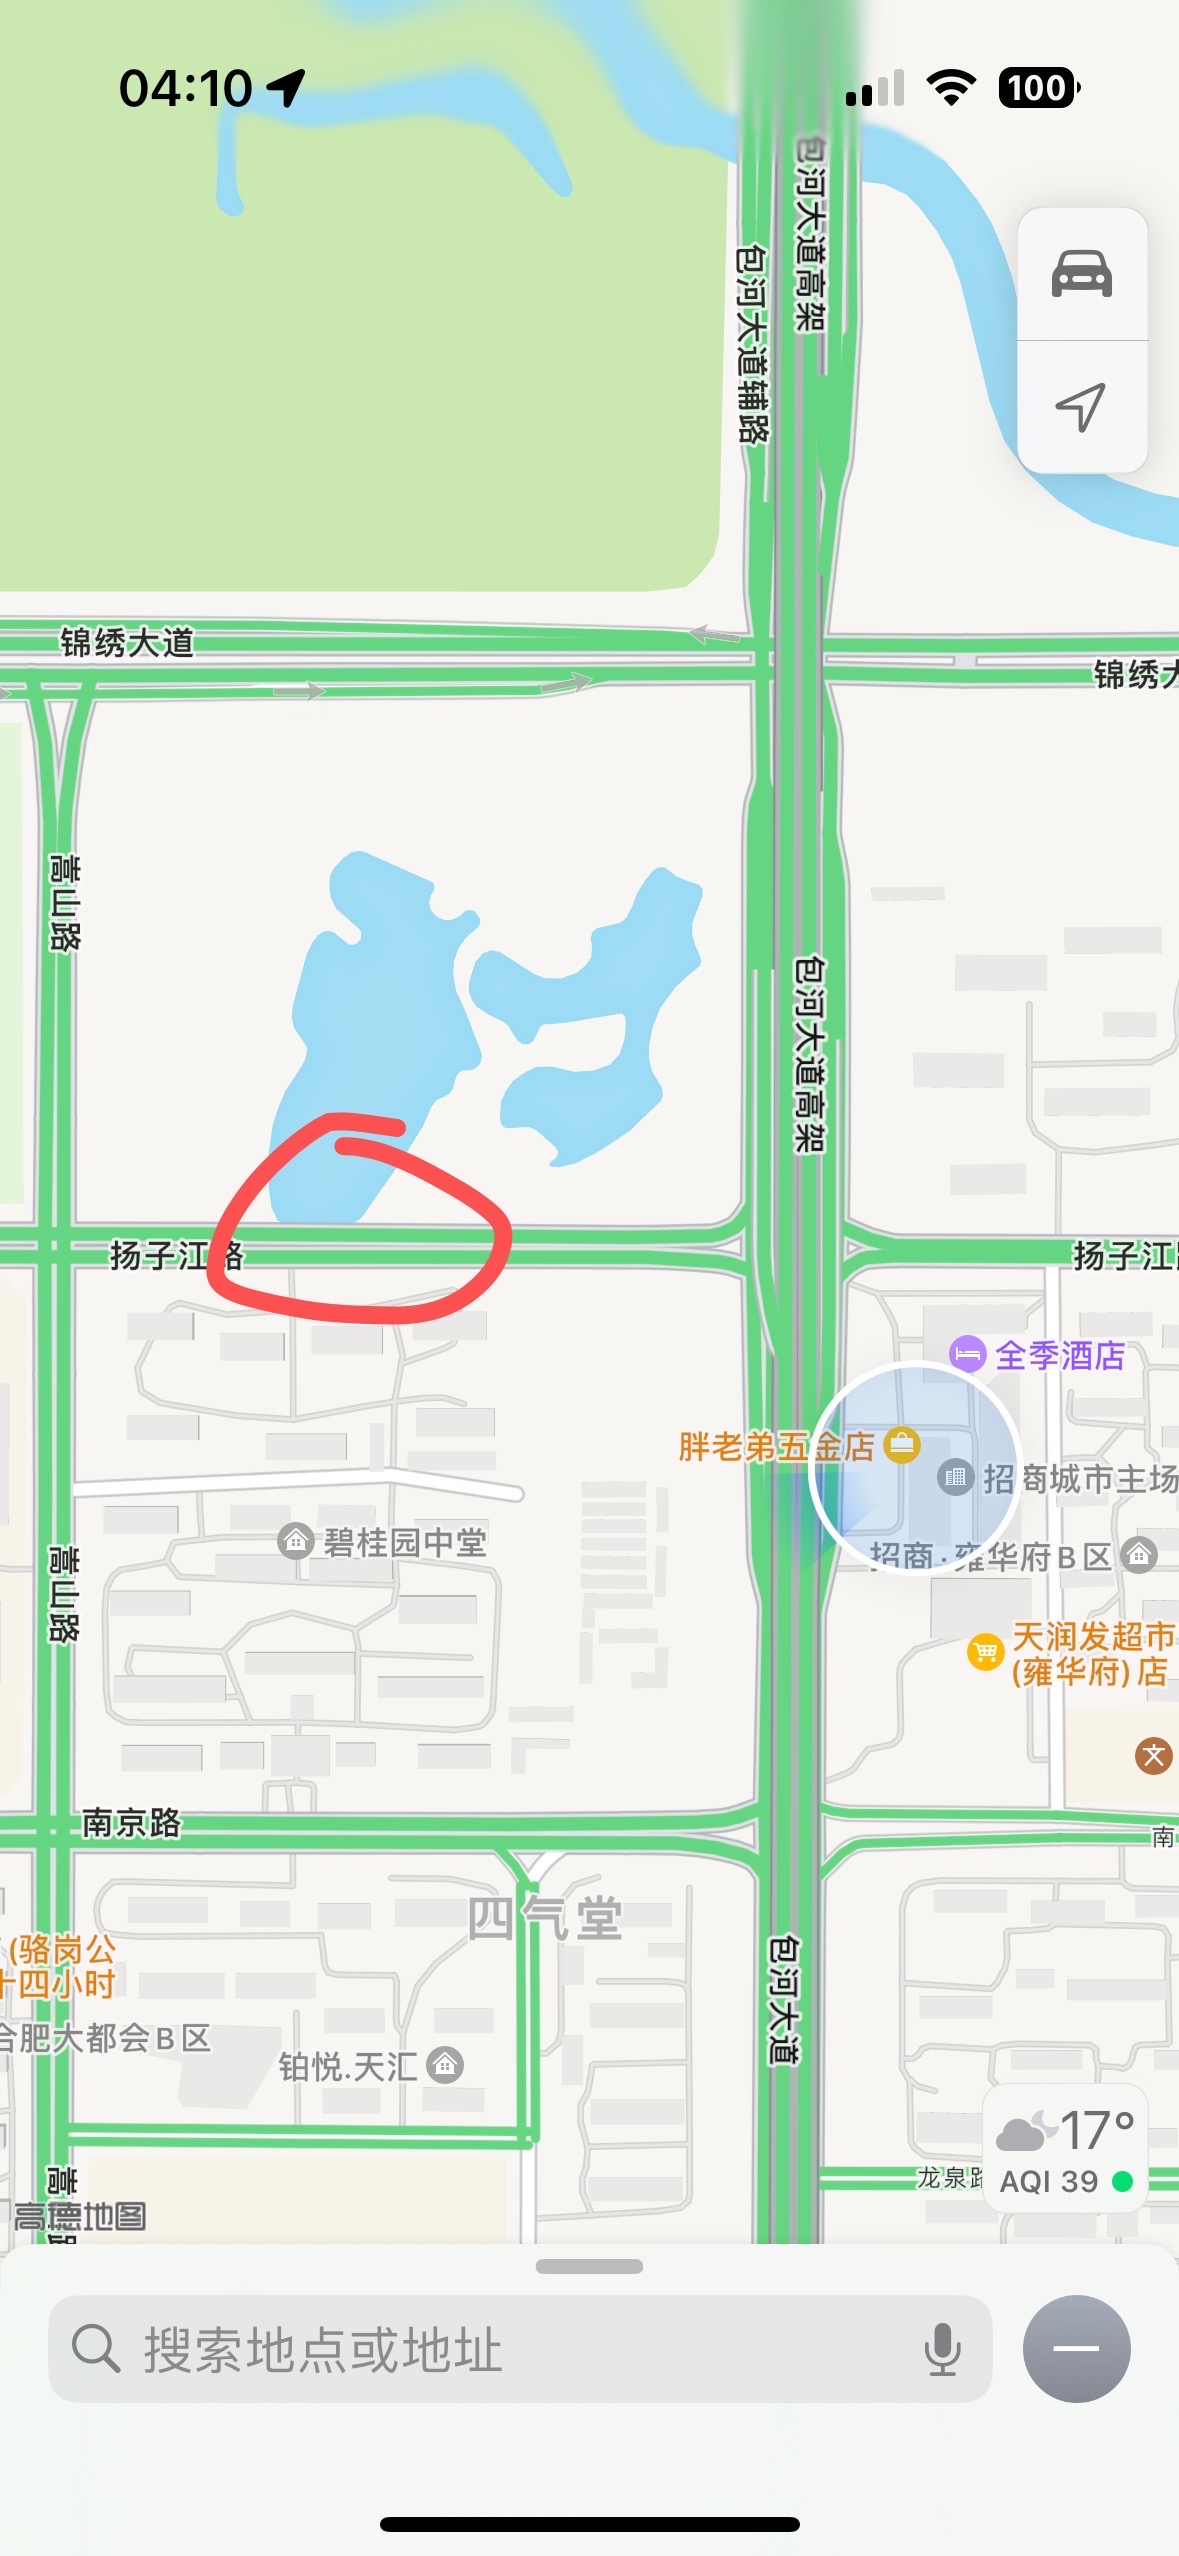 04:10
100
包河大道高架
包河大道辅路
锦绣大道
锦绣大
嵩山路
包河大道高架
扬子江路
扬子江路
全季酒店
胖老弟五金店
招商城市主场
碧桂园中堂
招商·雍华府B区
嵩山路
天润发超市
(雍华府)店
文
南京路
南
四气堂
(骆岗公
十四小时
包河大道
合肥大都会B区
铂悦.天汇
17°
龙泉路
AQI 39
嵩
高德地图
搜索地点或地址